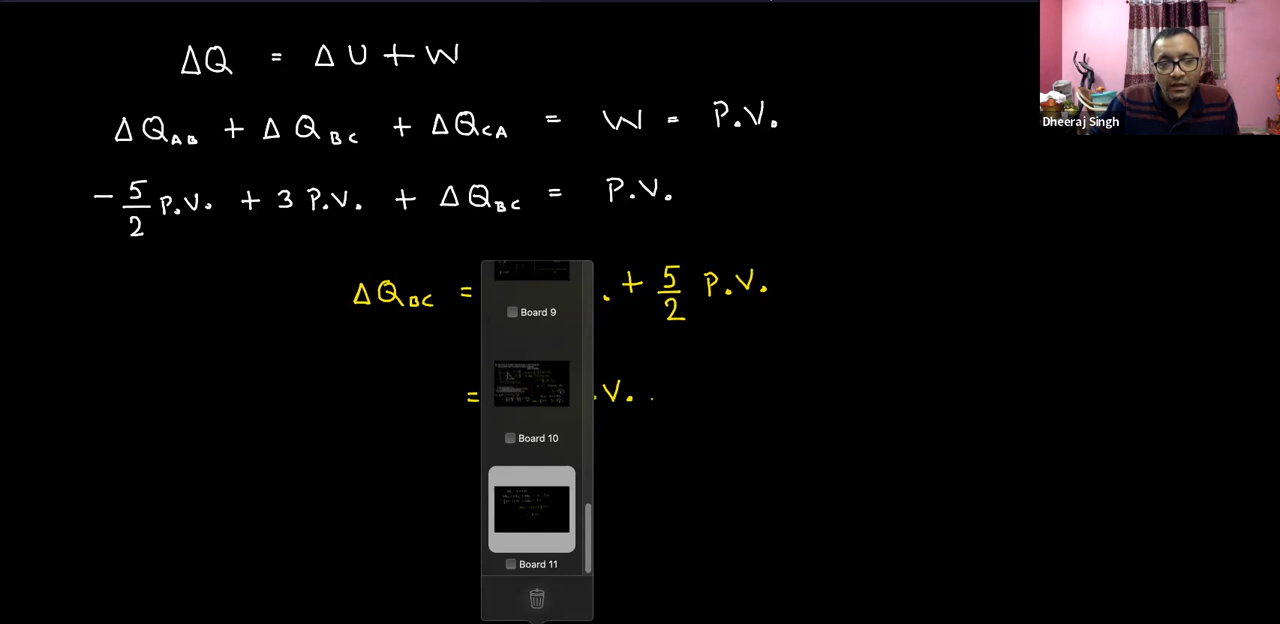 ΔQ = ΔU + W
ΔQ_AB + ΔQ_BC + ΔQ_CA = W = P.V.
- 5/2 P.V. + 3 P.V. + ΔQ_BC = P.V.
ΔQ_BC = . + 5/2 P.V.
= .V.
Board 9
Board 10
Board 11
Dheeraj Singh